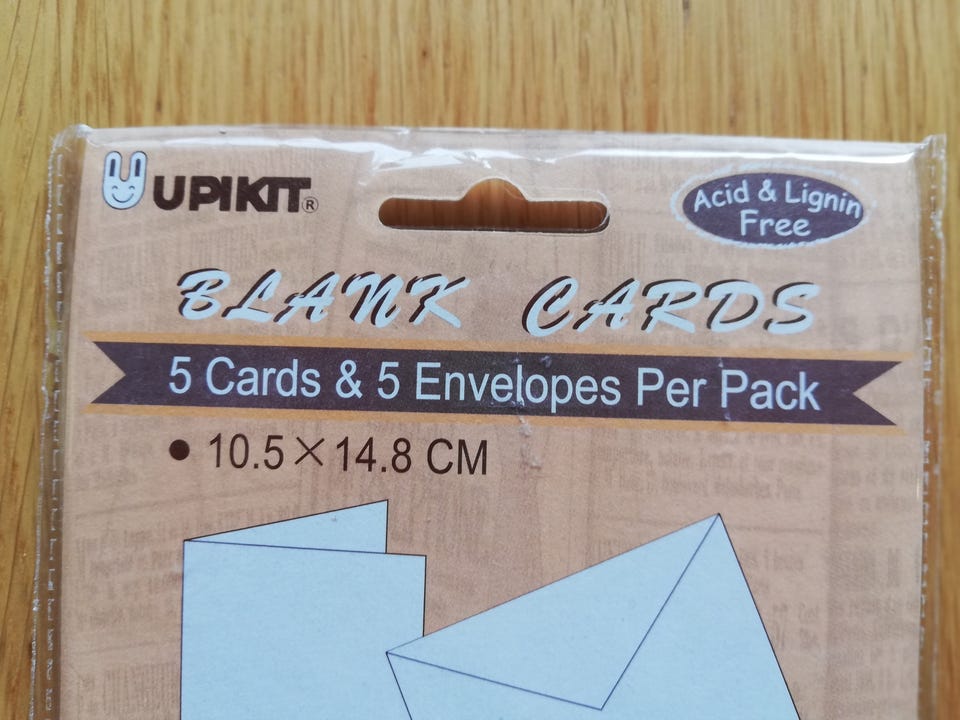 UPIKIT®
Acid & Lignin
Free
BLANK CARDS
5 Cards & 5 Envelopes Per Pack
● 10.5×14.8 CM